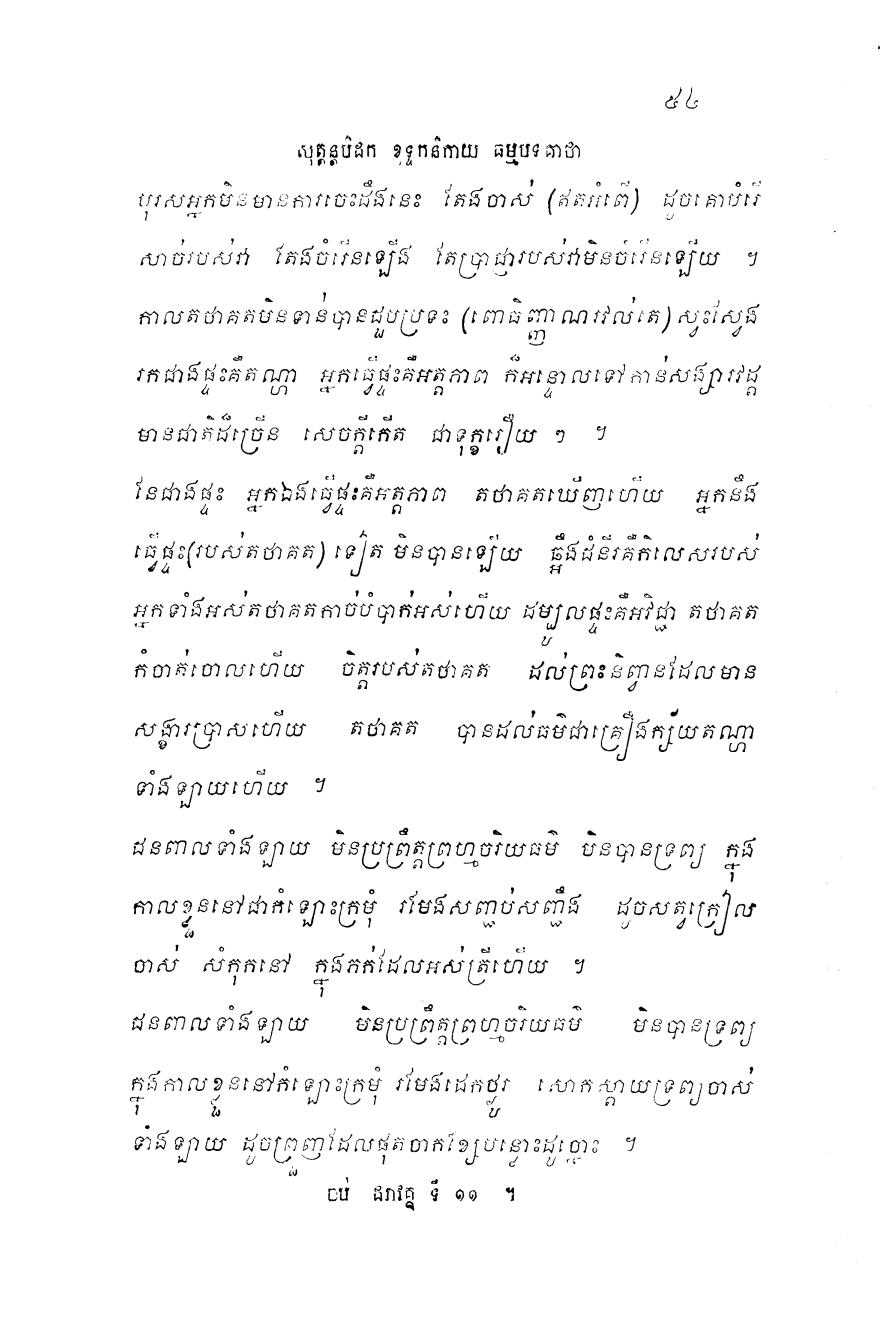 ៥៤
សុត្តន្តបិដក ខុទ្ទកនិកាយ ធម្មបទគាថា
បុរសអ្នកមិនមានការចេះដឹងនេះ តែងចាស់ (ឥតអំពើ) ដូចគោបំរើ
សាច់របស់វា តែងចំរើនឡើង តែប្រាជ្ញារបស់វាមិនចំរើនឡើយ ។
កាលតថាគតមិនទាន់បានជួបប្រទះ (ពោធិញ្ញាណរវល់តេ) ស្វះស្វែង
រកជាងផ្ទះគឺតណ្ហា អ្នកធ្វើផ្ទះគឺអត្តភាព ក៏អន្ទោលទៅកាន់សង្សារវដ្ដ
មានជាតិដ៏ច្រើន សេចក្ដីកើត ជាទុក្ខរឿយ ៗ ។
នែជាងផ្ទះ អ្នកឯងធ្វើផ្ទះគឺអត្តភាព តថាគតឃើញហើយ អ្នកនឹង
ធ្វើផ្ទះ(របស់តថាគត) ទៀត មិនបានឡើយ ឆ្អឹងជំនីរគឺកិលេសរបស់
អ្នកទាំងអស់តថាគតកាច់បំបាក់អស់ហើយ ដម្បូលផ្ទះគឺអវិជ្ជា តថាគត
កំចាត់ចោលហើយ ចិត្តរបស់តថាគត ដល់ព្រះនិព្វានដែលមាន
សង្ខារប្រាសហើយ តថាគត បានដល់ធម៌ជាគ្រឿងក្ស័យតណ្ហា
ទាំងឡាយហើយ ។
ជនពាលទាំងឡាយ មិនប្រព្រឹត្តព្រហ្មចរិយធម៌ មិនបានទ្រព្យ ក្នុង
កាលខ្លួននៅជាកំឡោះក្រមុំ រមែងសញ្ជប់សញ្ជឹង ដូចសត្វក្រៀល
ចាស់ សំកុកនៅ ក្នុងភក់ដែលអស់ត្រីហើយ ។
ជនពាលទាំងឡាយ មិនប្រព្រឹត្តព្រហ្មចរិយធម៌ មិនបានទ្រព្យ
ក្នុងកាលខ្លួននៅកំឡោះក្រមុំ រមែងដេកថ្ងូរ សោកស្ដាយទ្រព្យចាស់
ទាំងឡាយ ដូចព្រួញដែលផុតចាកខ្សែបន្ទោះដូច្នោះ ។
ចប់ ជរាវគ្គ ទី ១១ ។